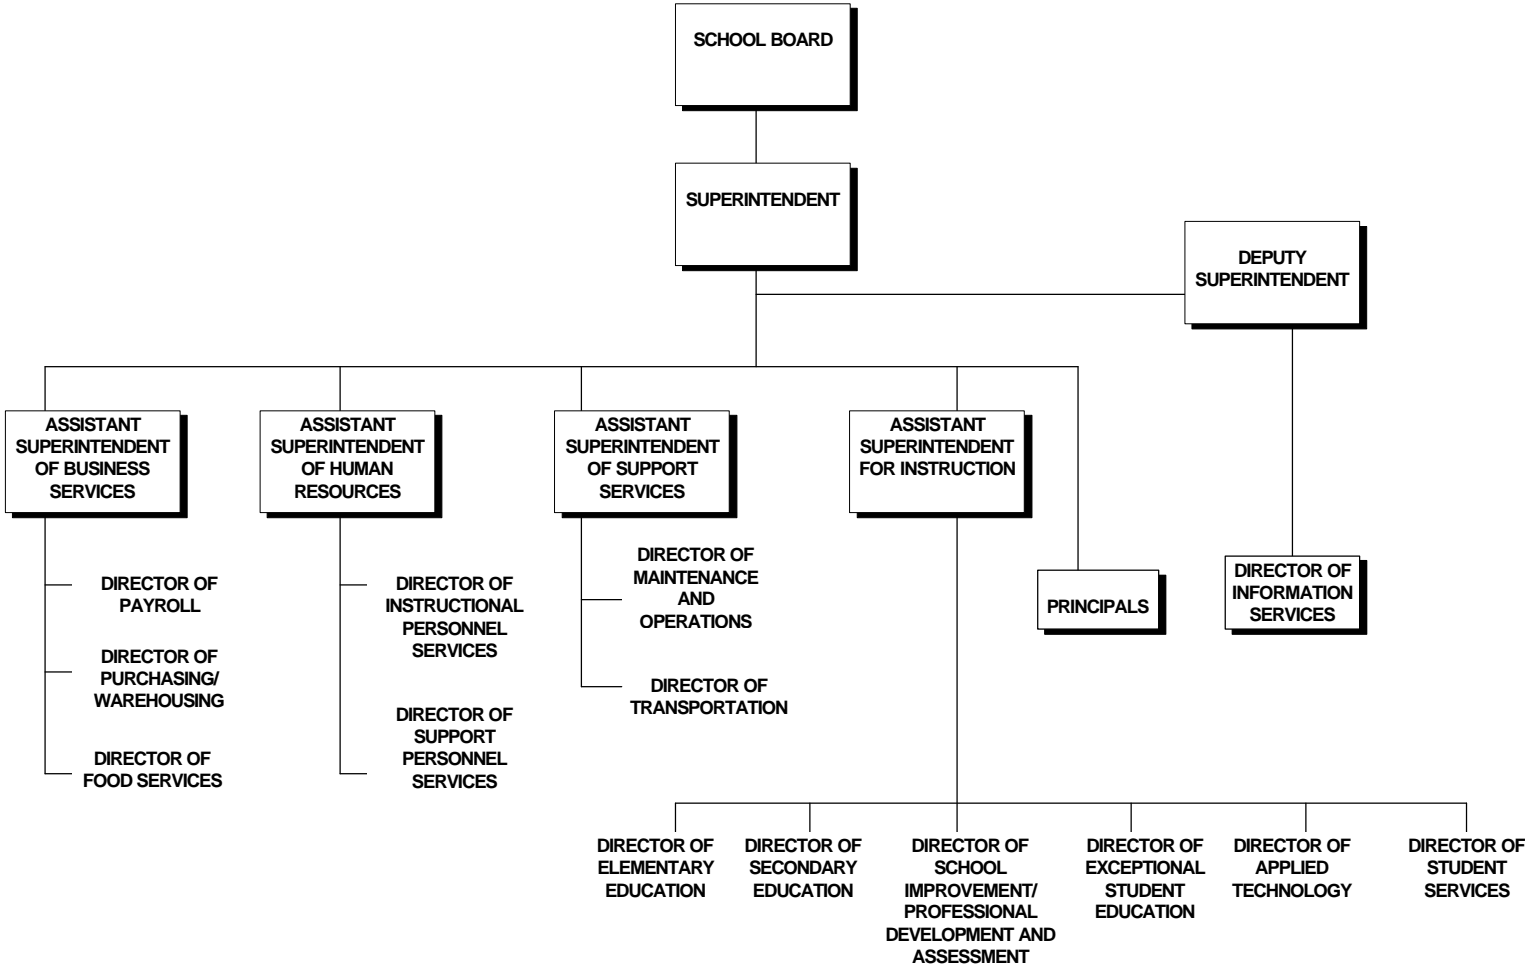 SCHOOL BOARD
SUPERINTENDENT
DEPUTY
SUPERINTENDENT
ASSISTANT
SUPERINTENDENT
OF BUSINESS
SERVICES
ASSISTANT
SUPERINTENDENT
OF HUMAN
RESOURCES
ASSISTANT
SUPERINTENDENT
OF SUPPORT
SERVICES
ASSISTANT
SUPERINTENDENT
FOR INSTRUCTION
DIRECTOR OF
PAYROLL
DIRECTOR OF
PURCHASING/
WAREHOUSING
DIRECTOR OF
FOOD SERVICES
DIRECTOR OF
INSTRUCTIONAL
PERSONNEL
SERVICES
DIRECTOR OF
SUPPORT
PERSONNEL
SERVICES
DIRECTOR OF
MAINTENANCE
AND
OPERATIONS
DIRECTOR OF
TRANSPORTATION
PRINCIPALS
DIRECTOR OF
INFORMATION
SERVICES
DIRECTOR OF
ELEMENTARY
EDUCATION
DIRECTOR OF
SECONDARY
EDUCATION
DIRECTOR OF
SCHOOL
IMPROVEMENT/
PROFESSIONAL
DEVELOPMENT AND
ASSESSMENT
DIRECTOR OF
EXCEPTIONAL
STUDENT
EDUCATION
DIRECTOR OF
APPLIED
TECHNOLOGY
DIRECTOR OF
STUDENT
SERVICES